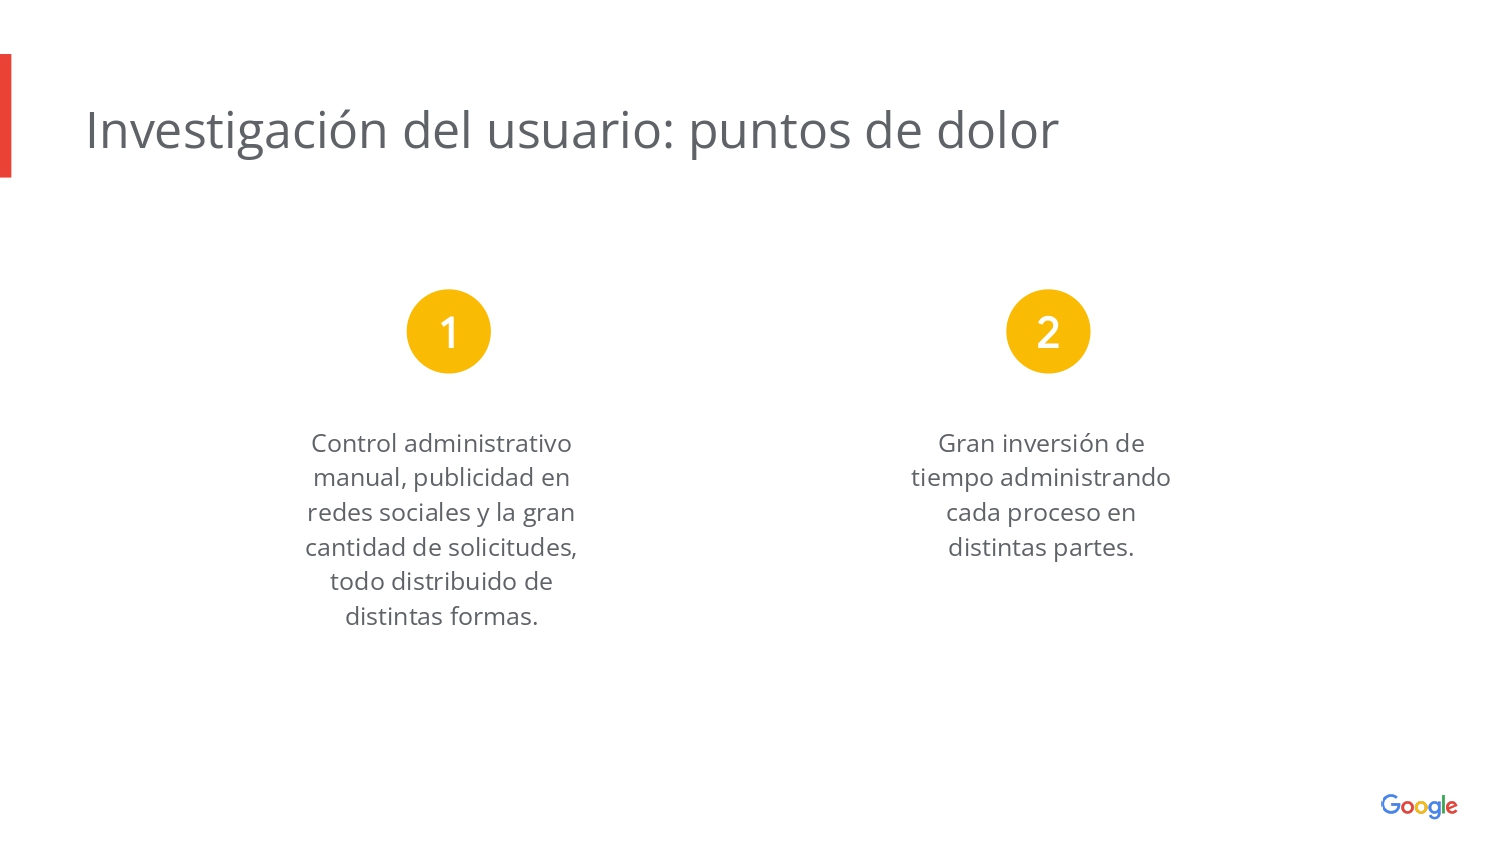 Investigación del usuario: puntos de dolor
1
Control administrativo
manual, publicidad en
redes sociales y la gran
cantidad de solicitudes,
todo distribuido de
distintas formas.
2
Gran inversión de
tiempo administrando
cada proceso en
distintas partes.
Google